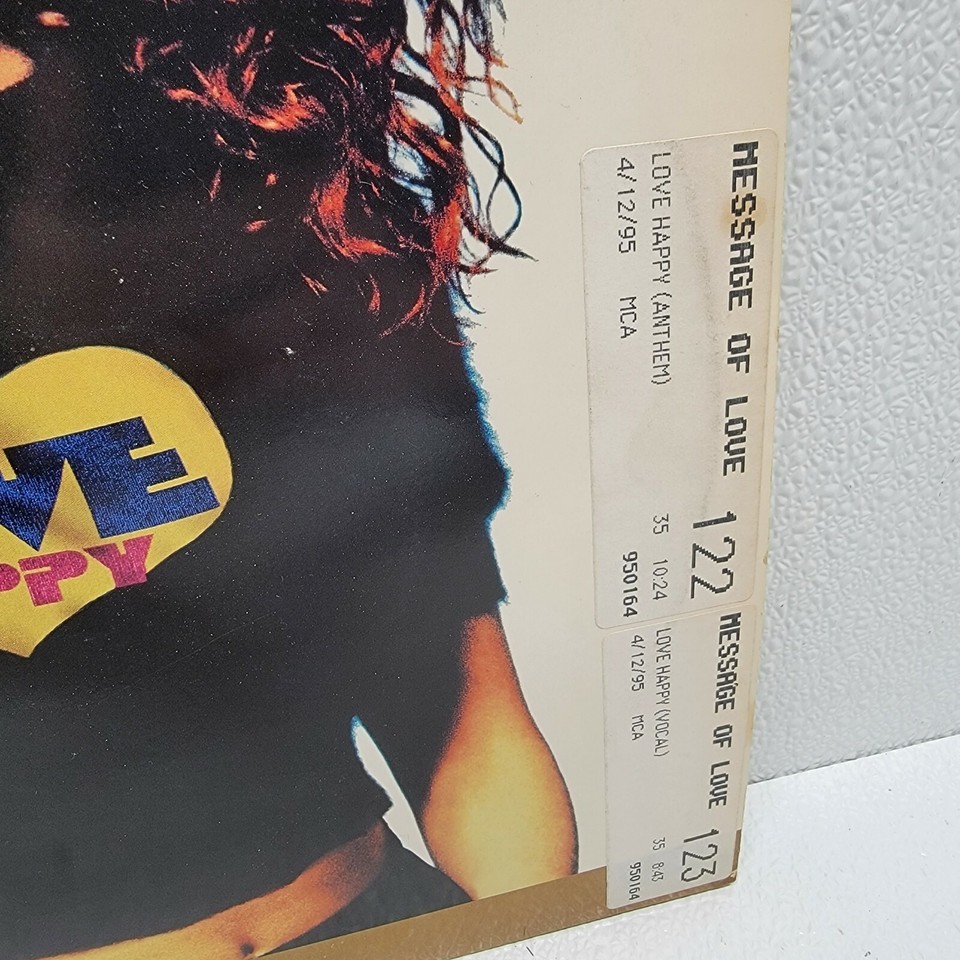 VE
PPY
MESSAGE OF LOVE
122
LOVE HAPPY (ANTHEM) 35 10:24
4/12/95 MCA 950164
MESSAGE OF LOVE
123
LOVE HAPPY (VOCAL) 35 8:43
4/12/95 MCA 950164